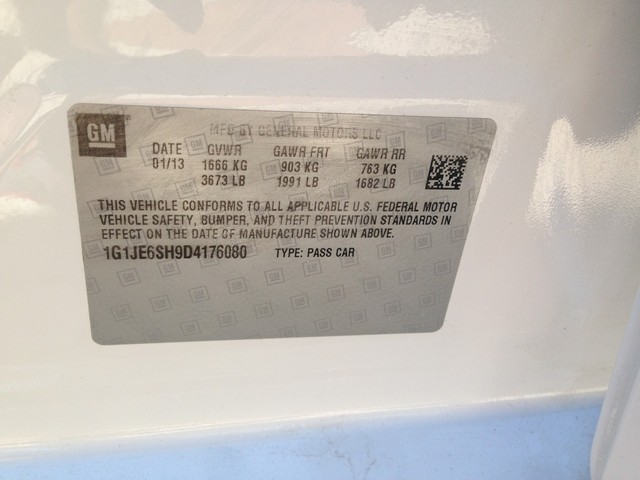 GM
MFD BY GENERAL MOTORS LLC
DATE GVWR GAWR FRT GAWR RR
01/13 1666 KG 903 KG 763 KG
3673 LB 1991 LB 1682 LB
THIS VEHICLE CONFORMS TO ALL APPLICABLE U.S. FEDERAL MOTOR
VEHICLE SAFETY, BUMPER, AND THEFT PREVENTION STANDARDS IN
EFFECT ON THE DATE OF MANUFACTURE SHOWN ABOVE.
1G1JE6SH9D4176080 TYPE: PASS CAR